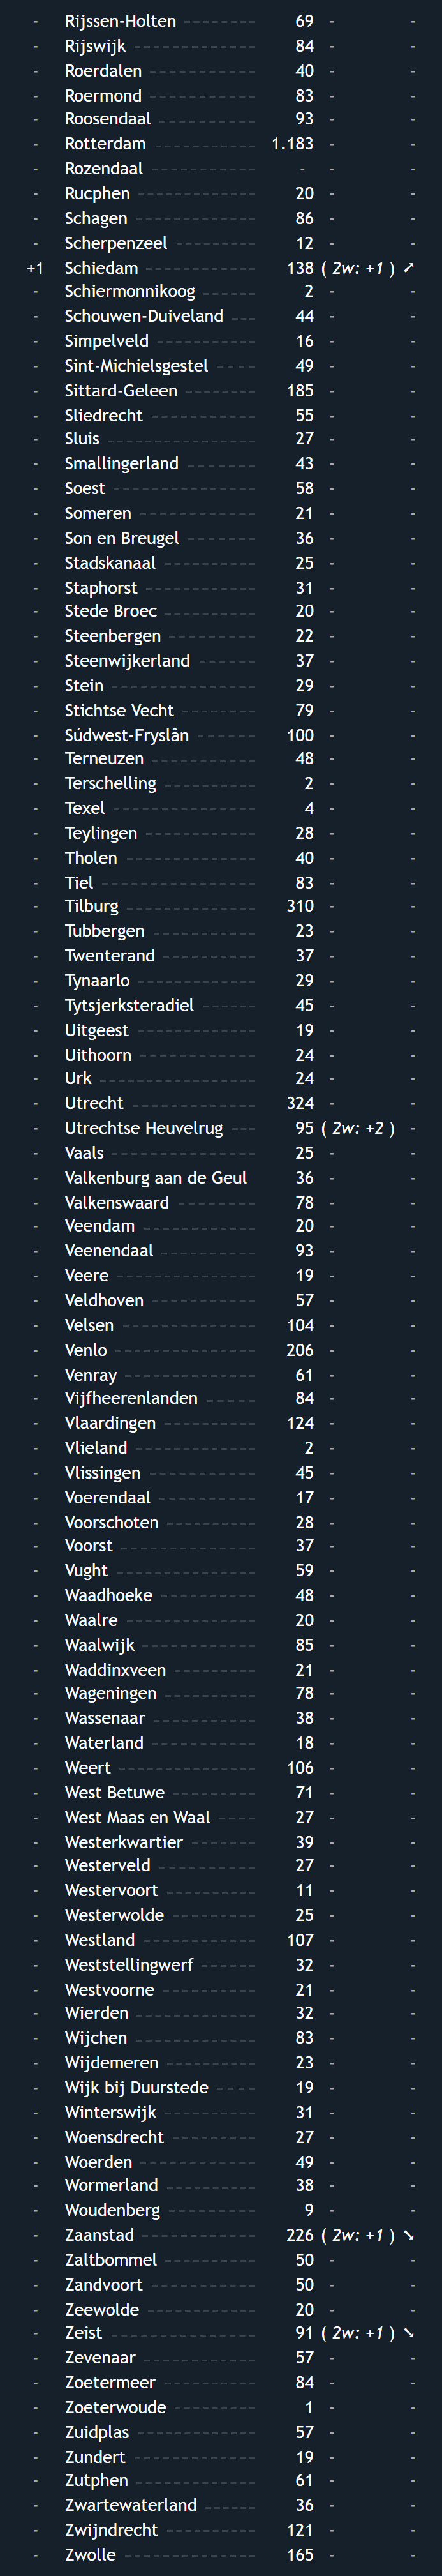 - Rijssen-Holten 69 - -
- Rijswijk 84 - -
- Roerdalen 40 - -
- Roermond 83 - -
- Roosendaal 93 - -
- Rotterdam 1.183 - -
- Rozendaal - - -
- Rucphen 20 - -
- Schagen 86 - -
- Scherpenzeel 12 - -
+1 Schiedam 138 ( 2w: +1 ) ➚
- Schiermonnikoog 2 - -
- Schouwen-Duiveland 44 - -
- Simpelveld 16 - -
- Sint-Michielsgestel 49 - -
- Sittard-Geleen 185 - -
- Sliedrecht 55 - -
- Sluis 27 - -
- Smallingerland 43 - -
- Soest 58 - -
- Someren 21 - -
- Son en Breugel 36 - -
- Stadskanaal 25 - -
- Staphorst 31 - -
- Stede Broec 20 - -
- Steenbergen 22 - -
- Steenwijkerland 37 - -
- Stein 29 - -
- Stichtse Vecht 79 - -
- Súdwest-Fryslân 100 - -
- Terneuzen 48 - -
- Terschelling 2 - -
- Texel 4 - -
- Teylingen 28 - -
- Tholen 40 - -
- Tiel 83 - -
- Tilburg 310 - -
- Tubbergen 23 - -
- Twenterand 37 - -
- Tynaarlo 29 - -
- Tytsjerksteradiel 45 - -
- Uitgeest 19 - -
- Uithoorn 24 - -
- Urk 24 - -
- Utrecht 324 - -
- Utrechtse Heuvelrug 95 ( 2w: +2 ) -
- Vaals 25 - -
- Valkenburg aan de Geul 36 - -
- Valkenswaard 78 - -
- Veendam 20 - -
- Veenendaal 93 - -
- Veere 19 - -
- Veldhoven 57 - -
- Velsen 104 - -
- Venlo 206 - -
- Venray 61 - -
- Vijfheerenlanden 84 - -
- Vlaardingen 124 - -
- Vlieland 2 - -
- Vlissingen 45 - -
- Voerendaal 17 - -
- Voorschoten 28 - -
- Voorst 37 - -
- Vught 59 - -
- Waadhoeke 48 - -
- Waalre 20 - -
- Waalwijk 85 - -
- Waddinxveen 21 - -
- Wageningen 78 - -
- Wassenaar 38 - -
- Waterland 18 - -
- Weert 106 - -
- West Betuwe 71 - -
- West Maas en Waal 27 - -
- Westerkwartier 39 - -
- Westerveld 27 - -
- Westervoort 11 - -
- Westerwolde 25 - -
- Westland 107 - -
- Weststellingwerf 32 - -
- Westvoorne 21 - -
- Wierden 32 - -
- Wijchen 83 - -
- Wijdemeren 23 - -
- Wijk bij Duurstede 19 - -
- Winterswijk 31 - -
- Woensdrecht 27 - -
- Woerden 49 - -
- Wormerland 38 - -
- Woudenberg 9 - -
- Zaanstad 226 ( 2w: +1 ) ➘
- Zaltbommel 50 - -
- Zandvoort 50 - -
- Zeewolde 20 - -
- Zeist 91 ( 2w: +1 ) ➘
- Zevenaar 57 - -
- Zoetermeer 84 - -
- Zoeterwoude 1 - -
- Zuidplas 57 - -
- Zundert 19 - -
- Zutphen 61 - -
- Zwartewaterland 36 - -
- Zwijndrecht 121 - -
- Zwolle 165 - -